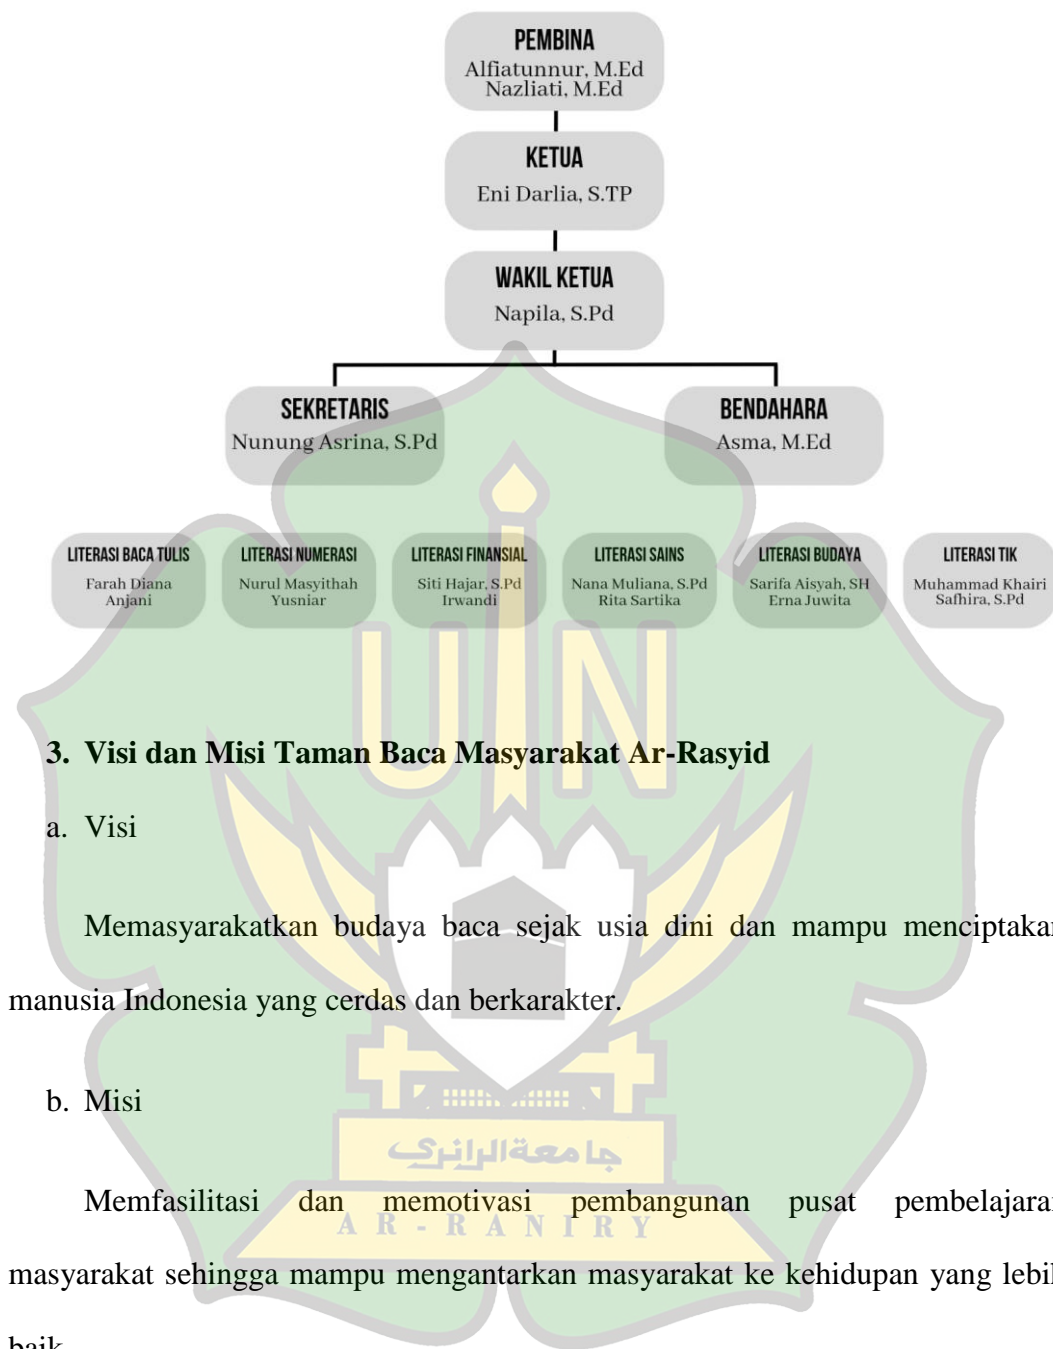 PEMBINA
Alfiatunnur, M.Ed
Nazliati, M.Ed
KETUA
Eni Darlia, S.TP
WAKIL KETUA
Napila, S.Pd
SEKRETARIS
Nunung Asrina, S.Pd
BENDAHARA
Asma, M.Ed
LITERASI BACA TULIS
Farah Diana
Anjani
LITERASI NUMERASI
Nurul Masyithah
Yusniar
LITERASI FINANSIAL
Siti Hajar, S.Pd
Irwandi
LITERASI SAINS
Nana Muliana, S.Pd
Rita Sartika
LITERASI BUDAYA
Sarifa Aisyah, SH
Erna Juwita
LITERASI TIK
Muhammad Khairi
Safhira, S.Pd
UIN
3. Visi dan Misi Taman Baca Masyarakat Ar-Rasyid
a. Visi
Memasyarakatkan budaya baca sejak usia dini dan mampu menciptakan
manusia Indonesia yang cerdas dan berkarakter.
b. Misi
جامعة الرانري
Memfasilitasi dan memotivasi pembangunan pusat pembelajaran
AR-RANIRY
masyarakat sehingga mampu mengantarkan masyarakat ke kehidupan yang lebih
baik